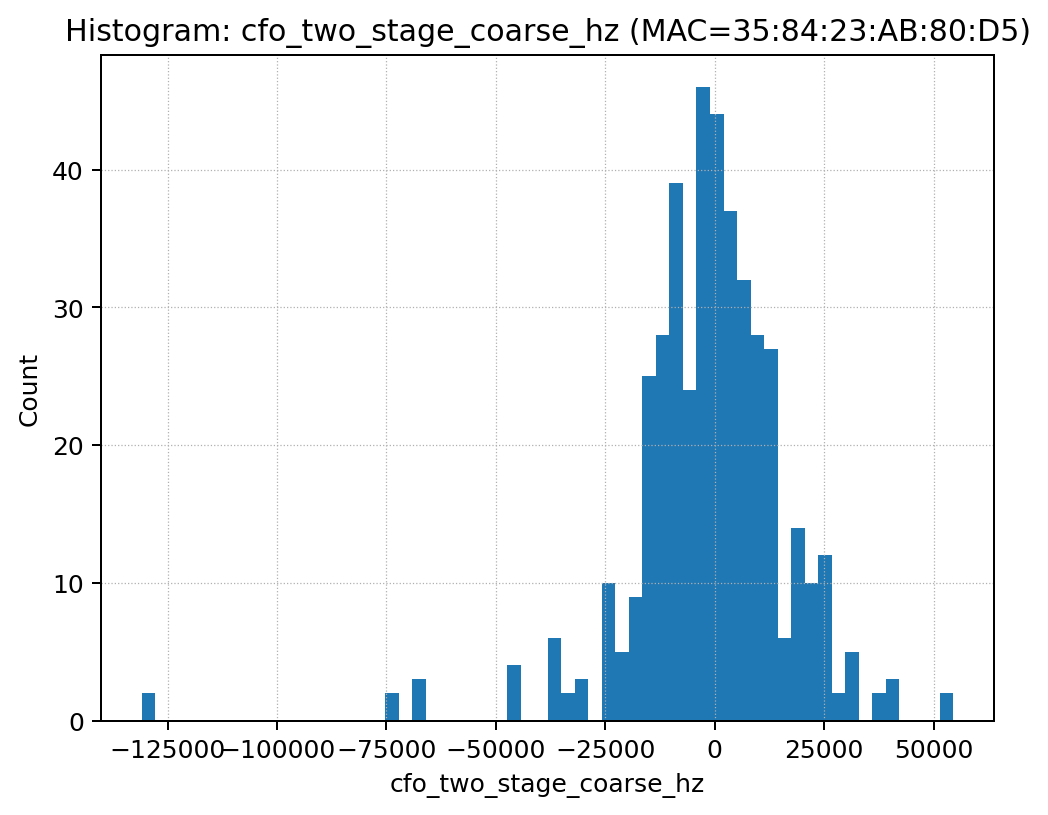 Histogram: cfo_two_stage_coarse_hz (MAC=35:84:23:AB:80:D5)
Count
40
30
20
10
0
−125000 −100000 −75000 −50000 −25000 0 25000 50000
cfo_two_stage_coarse_hz